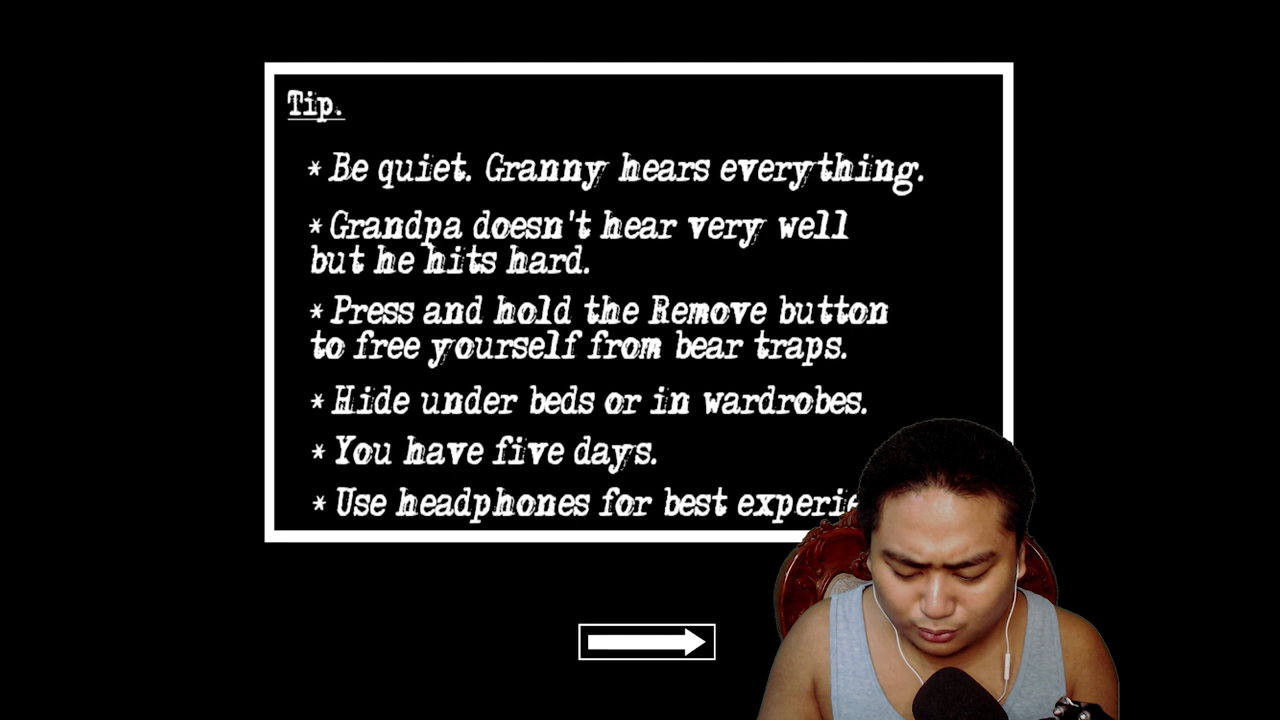 Tip.
* Be quiet. Granny hears everything.
* Grandpa doesn't hear very well
but he hits hard.
* Press and hold the Remove button
to free yourself from bear traps.
* Hide under beds or in wardrobes.
* You have five days.
* Use headphones for best